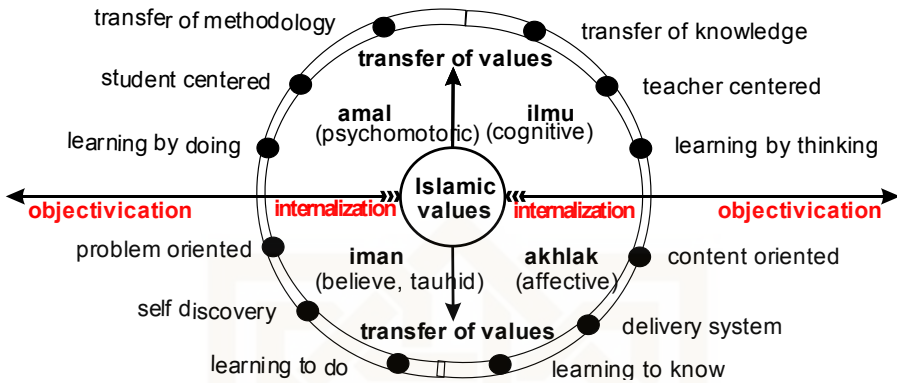 transfer of methodology
transfer of knowledge
transfer of values
student centered
teacher centered
amal
(psychomotoric)
ilmu
(cognitive)
learning by doing
learning by thinking
Islamic
values
objectivication
internalization
internalization
objectivication
problem oriented
iman
(believe, tauhid)
akhlak
(affective)
content oriented
self discovery
transfer of values
delivery system
learning to do
learning to know